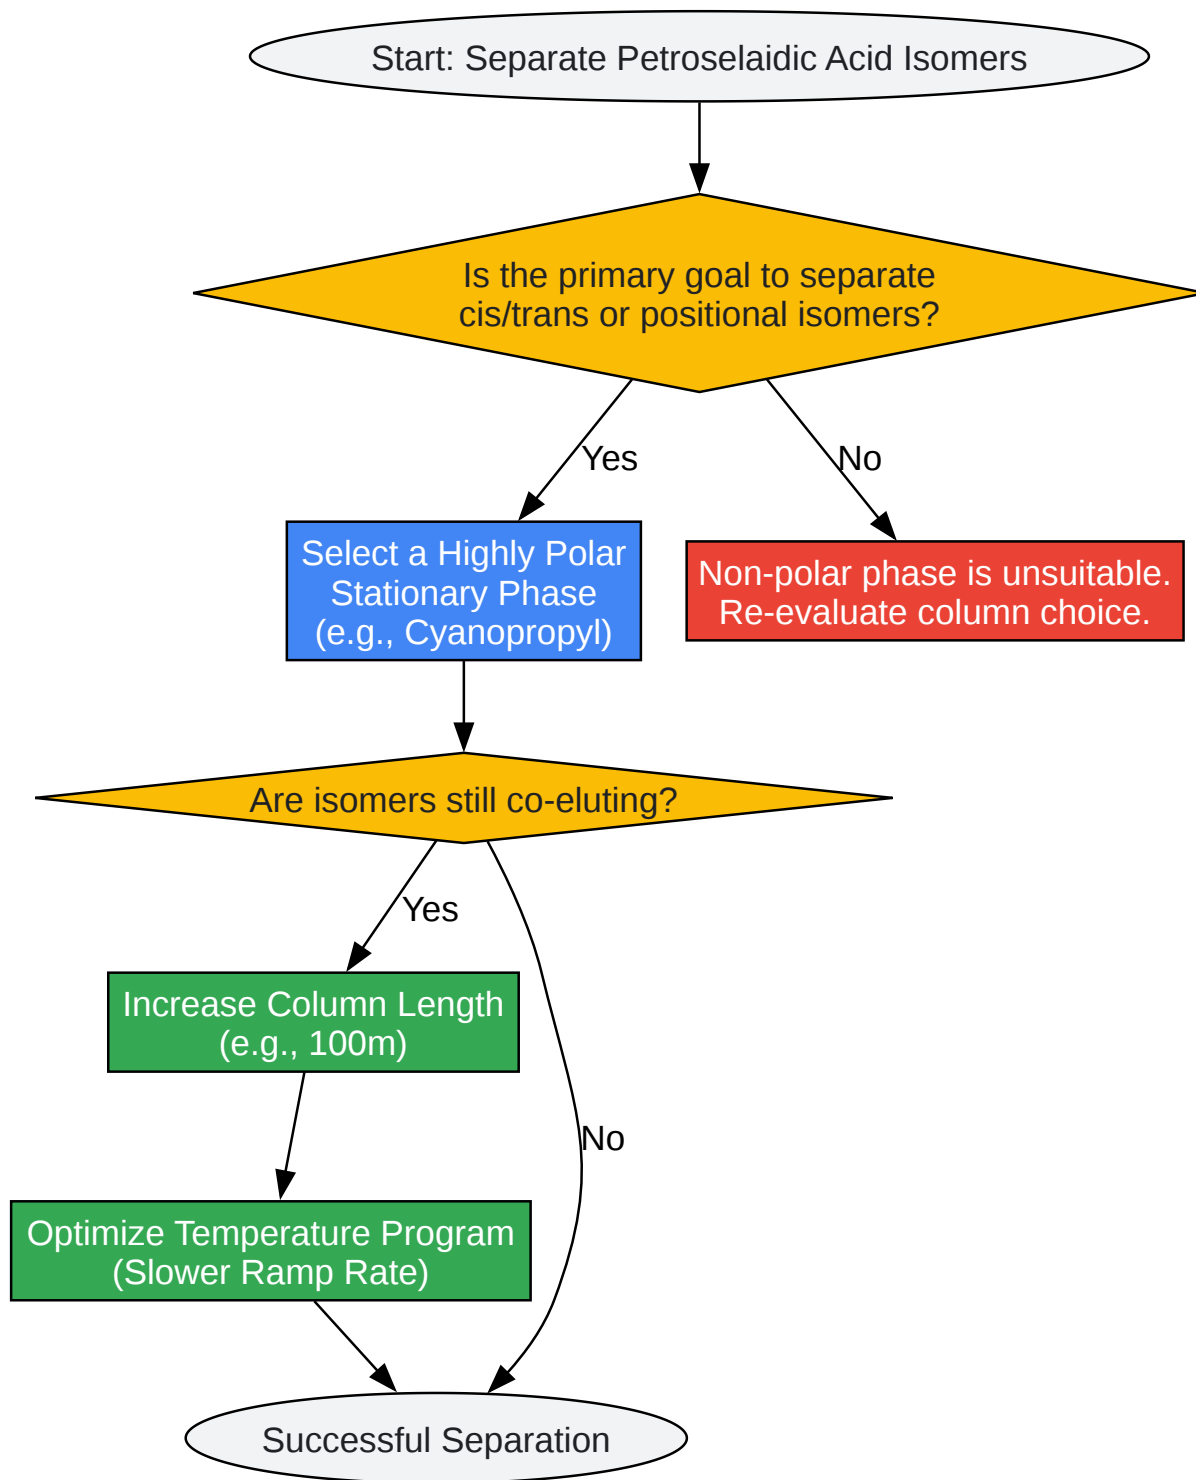 Start: Separate Petroselaidic Acid Isomers
Is the primary goal to separate
cis/trans or positional isomers?
Yes
No
Select a Highly Polar
Stationary Phase
(e.g., Cyanopropyl)
Non-polar phase is unsuitable.
Re-evaluate column choice.
Are isomers still co-eluting?
Yes
Increase Column Length
(e.g., 100m)
No
Optimize Temperature Program
(Slower Ramp Rate)
Successful Separation